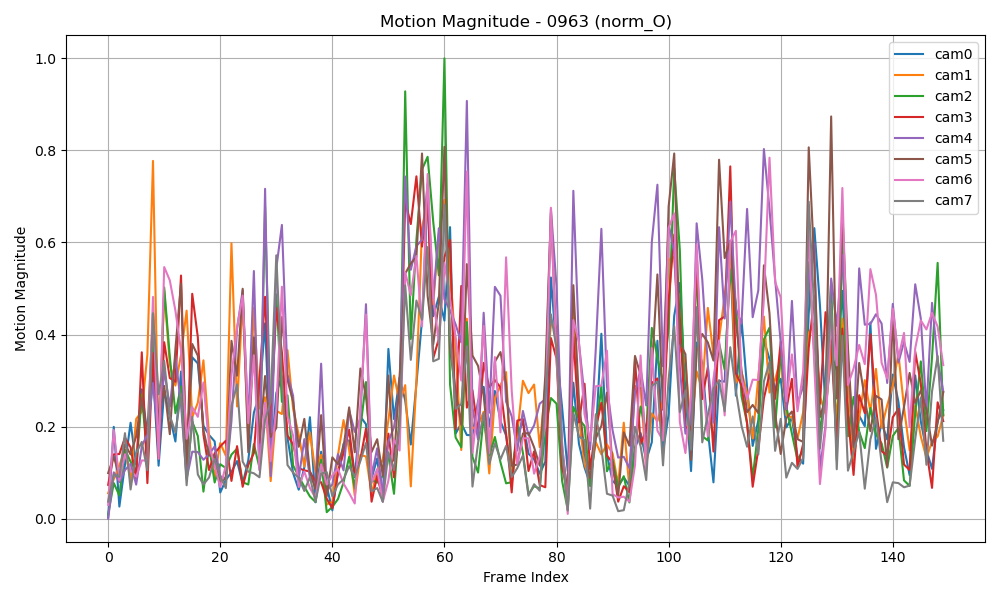 Motion Magnitude - 0963 (norm_O)
Motion Magnitude
1.0
0.8
0.6
0.4
0.2
0.0
0
20
40
60
80
100
120
140
Frame Index
cam0
cam1
cam2
cam3
cam4
cam5
cam6
cam7